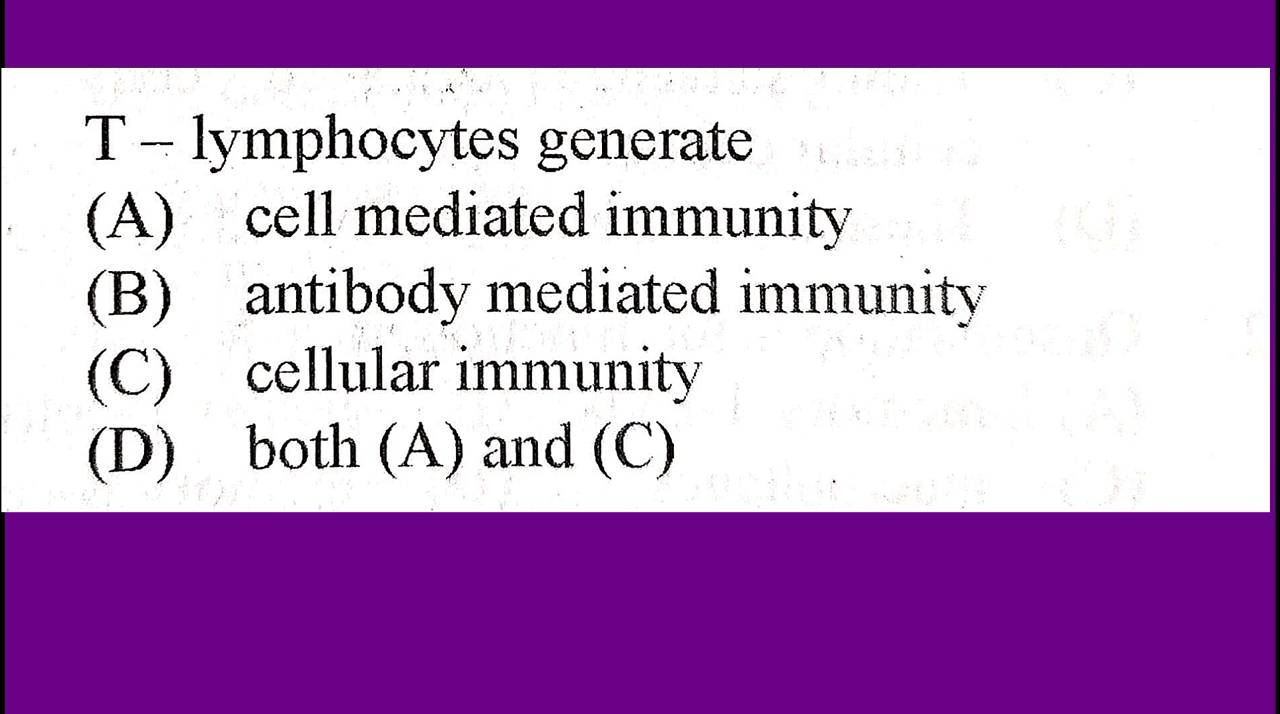 T – lymphocytes generate
(A) cell mediated immunity
(B) antibody mediated immunity
(C) cellular immunity
(D) both (A) and (C)